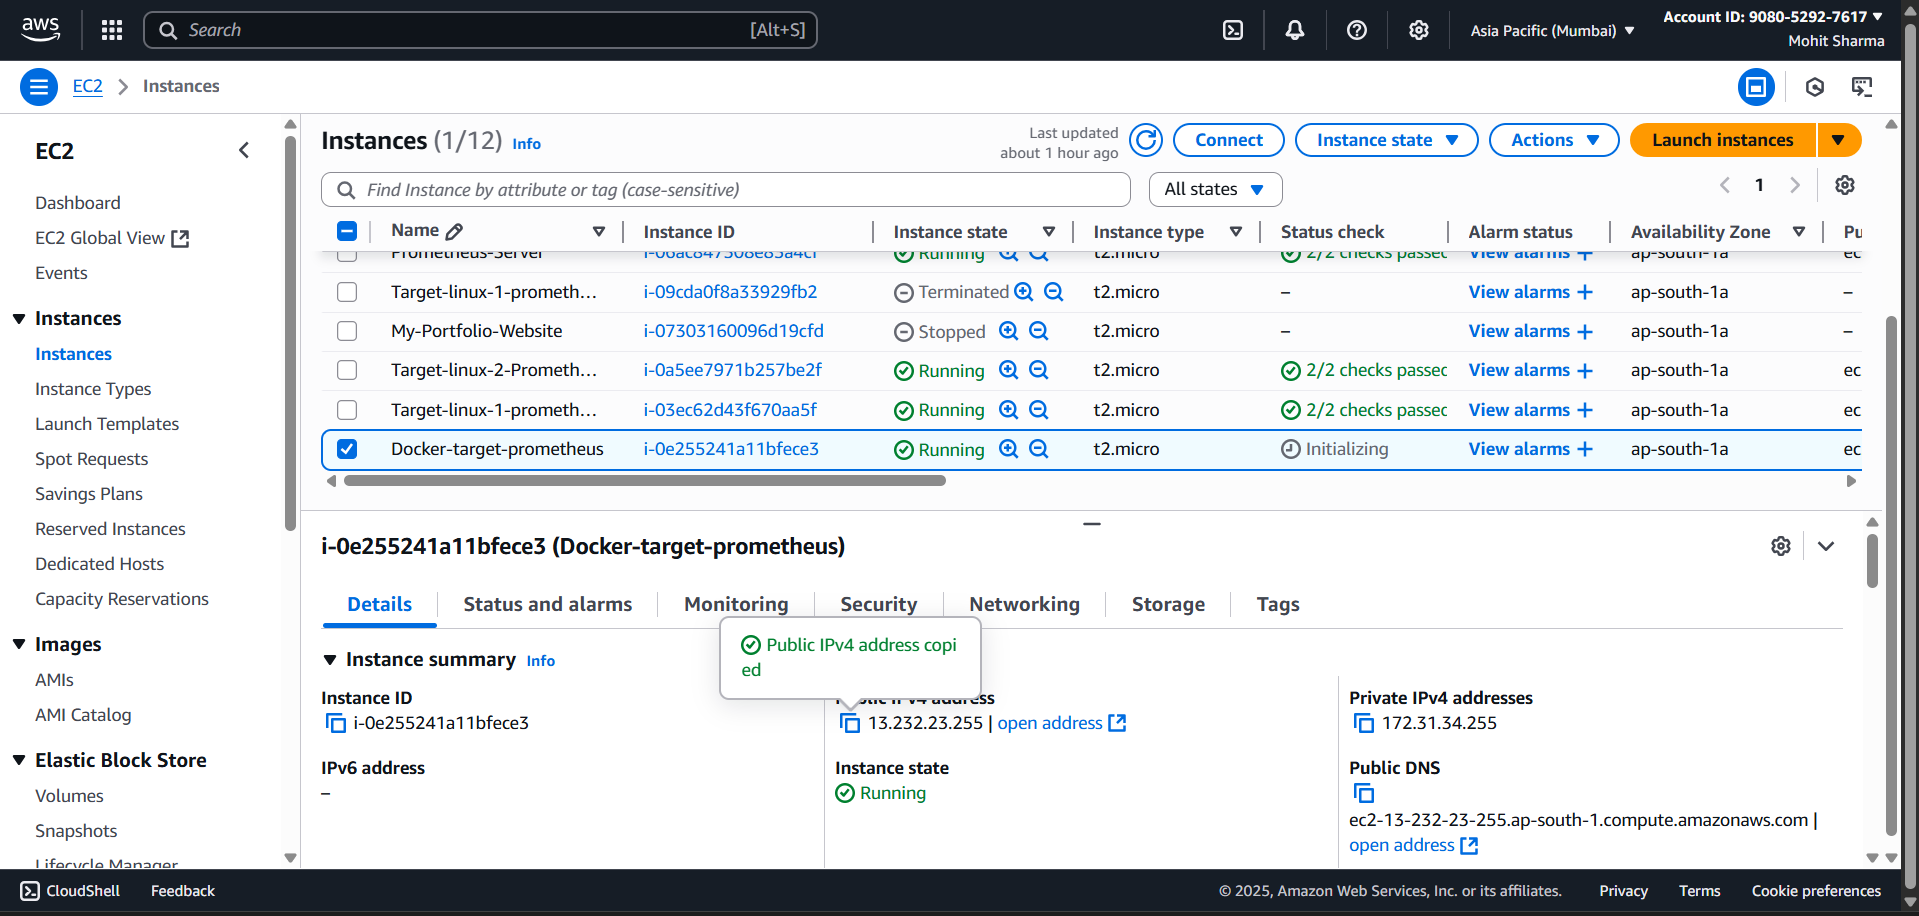 aws
Search
[Alt+S]
Asia Pacific (Mumbai)
Account ID: 9080-5292-7617
Mohit Sharma
EC2
Instances
EC2
Dashboard
EC2 Global View
Events
Instances
Instances
Instance Types
Launch Templates
Spot Requests
Savings Plans
Reserved Instances
Dedicated Hosts
Capacity Reservations
Images
AMIs
AMI Catalog
Elastic Block Store
Volumes
Snapshots
Lifecycle Manager
Instances (1/12) Info
Last updated
about 1 hour ago
Connect
Instance state
Actions
Launch instances
Find Instance by attribute or tag (case-sensitive)
All states
1
Name Instance ID Instance state Instance type Status check Alarm status Availability Zone Pu
Prometheus-Server Running t2.micro 2/2 checks passec View alarms ap-south-1a ec
Target-linux-1-prometh... i-09cda0f8a33929fb2 Terminated t2.micro – View alarms ap-south-1a –
My-Portfolio-Website i-07303160096d19cfd Stopped t2.micro – View alarms ap-south-1a –
Target-linux-2-Prometh... i-0a5ee7971b257be2f Running t2.micro 2/2 checks passec View alarms ap-south-1a ec
Target-linux-1-prometh... i-03ec62d43f670aa5f Running t2.micro 2/2 checks passec View alarms ap-south-1a ec
Docker-target-prometheus i-0e255241a11bfece3 Running t2.micro Initializing View alarms ap-south-1a ec
i-0e255241a11bfece3 (Docker-target-prometheus)
Details Status and alarms Monitoring Security Networking Storage Tags
Public IPv4 address copi
ed
Instance summary Info
Instance ID
i-0e255241a11bfece3
IPv6 address
–
Public IPv4 address
13.232.23.255 | open address
Instance state
Running
Private IPv4 addresses
172.31.34.255
Public DNS
ec2-13-232-23-255.ap-south-1.compute.amazonaws.com |
open address
CloudShell
Feedback
© 2025, Amazon Web Services, Inc. or its affiliates.
Privacy
Terms
Cookie preferences